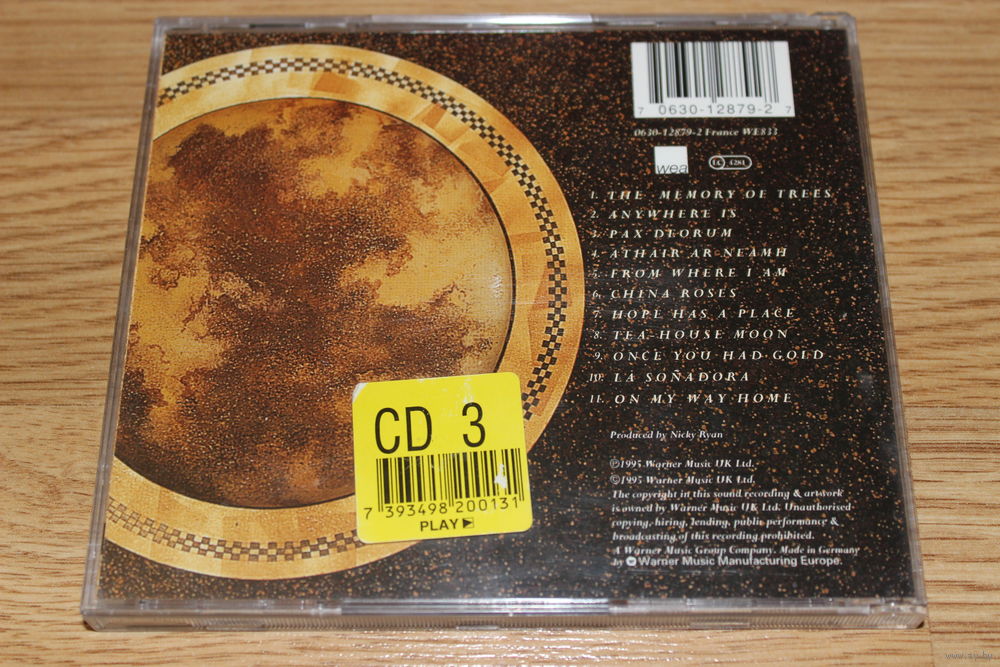 7 0630-12879-2 7
0630-12879-2 France WE833
wea LC 4281
1. THE MEMORY OF TREES
2. ANYWHERE IS
3. PAX DEORUM
4. ATHAIR AR NEAMH
5. FROM WHERE I AM
6. CHINA ROSES
7. HOPE HAS A PLACE
8. TEA-HOUSE MOON
9. ONCE YOU HAD GOLD
10. LA SOÑADORA
11. ON MY WAY HOME
Produced by Nicky Ryan
℗1995 Warner Music UK Ltd.
©1995 Warner Music UK Ltd.
The copyright in this sound recording & artwork
is owned by Warner Music UK Ltd. Unauthorised
copying, hiring, lending, public performance &
broadcasting of this recording prohibited.
A Warner Music Group Company. Made in Germany
by Warner Music Manufacturing Europe.
CD 3
7 393498 200131
PLAY